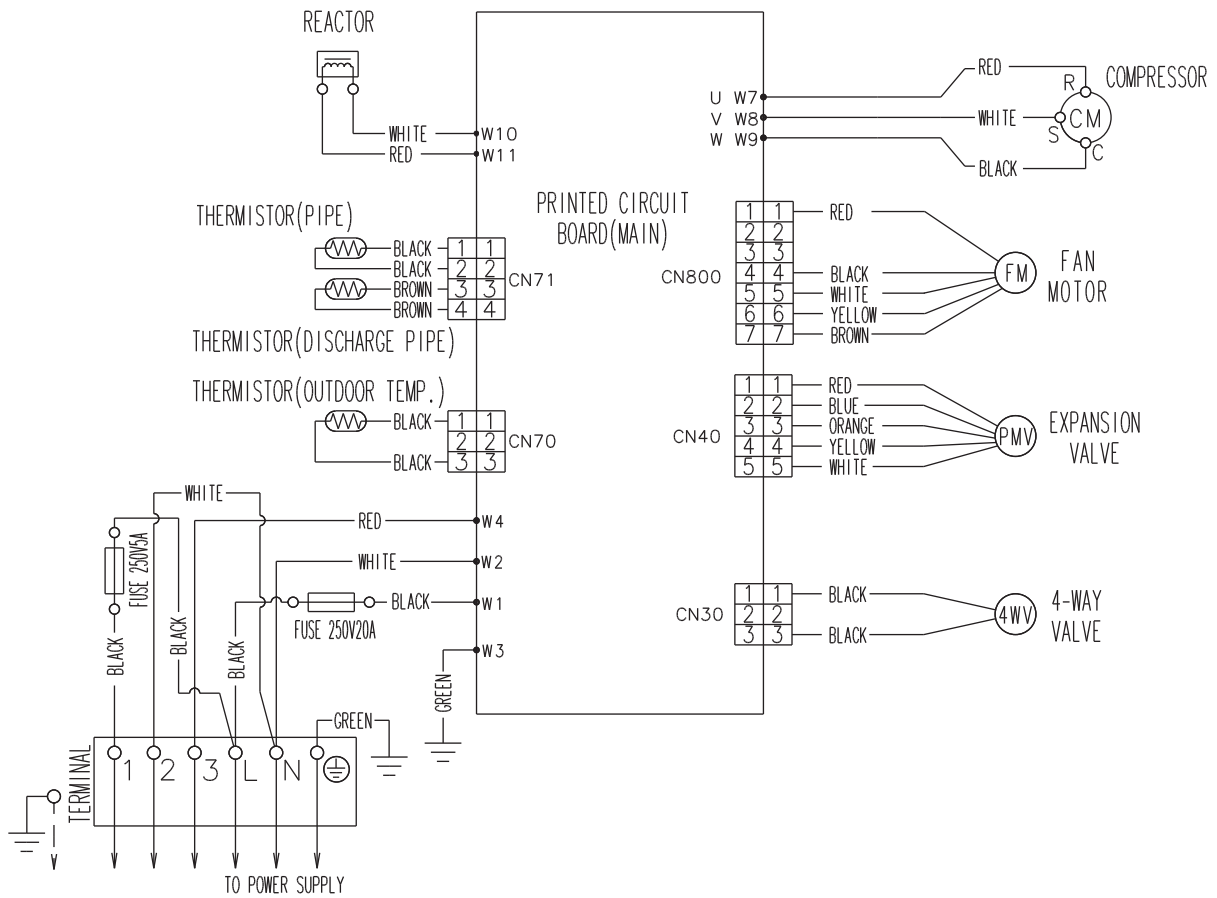 REACTOR
WHITE W10
RED W11
U W7 RED R COMPRESSOR
V W8 WHITE S CM
W W9 BLACK C
PRINTED CIRCUIT
BOARD(MAIN)
THERMISTOR(PIPE)
BLACK 1 1
BLACK 2 2
BROWN 3 3
BROWN 4 4
CN71
THERMISTOR(DISCHARGE PIPE)
THERMISTOR(OUTDOOR TEMP.)
BLACK 1 1
2 2
BLACK 3 3
CN70
CN800
1 1 RED
2 2
3 3
4 4 BLACK
5 5 WHITE
6 6 YELLOW
7 7 BROWN
FM
FAN
MOTOR
CN40
1 1 RED
2 2 BLUE
3 3 ORANGE
4 4 YELLOW
5 5 WHITE
PMV
EXPANSION
VALVE
CN30
1 1 BLACK
2 2
3 3 BLACK
4WV
4-WAY
VALVE
WHITE
RED W4
WHITE W2
BLACK W1
W3
FUSE 250V5A
FUSE 250V20A
BLACK
BLACK
BLACK
GREEN
GREEN
TERMINAL
1 2 3 L N
TO POWER SUPPLY